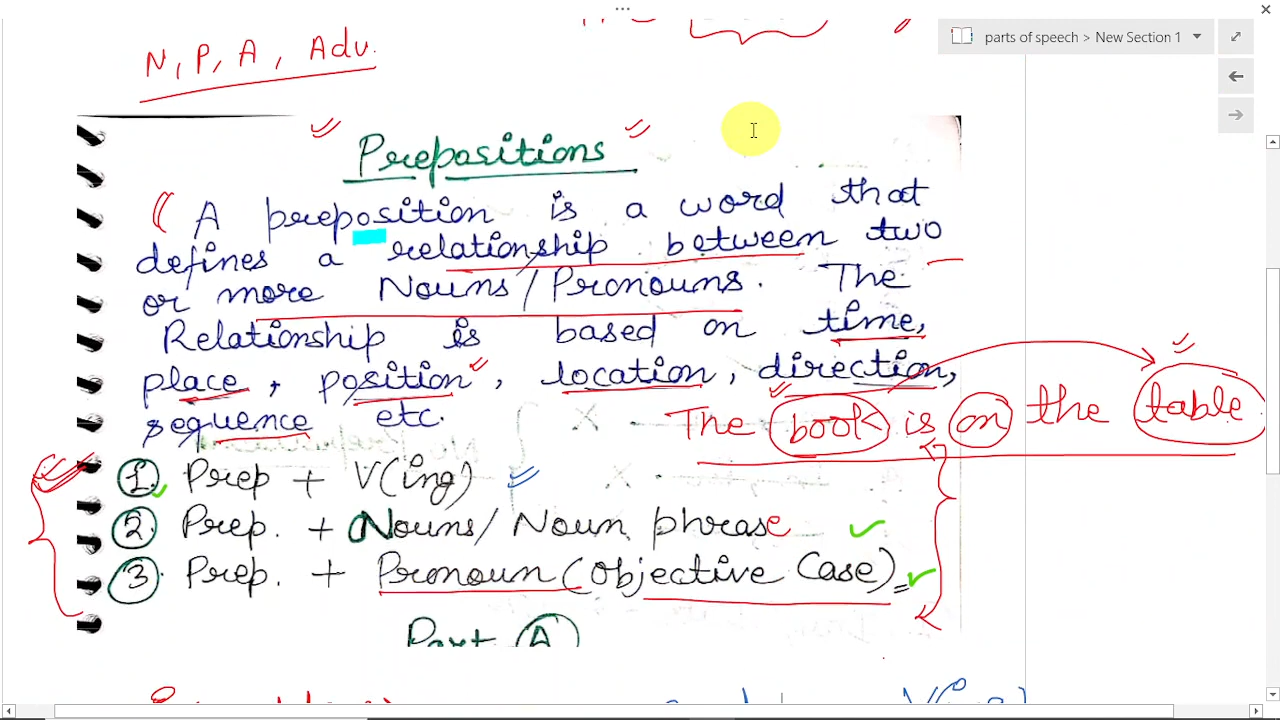 parts of speech > New Section 1
N, P, A, Adv.
Prepositions
A preposition is a word that
defines a relationship between two
or more Nouns/Pronouns. The
Relationship is based on time,
place, position, location, direction,
sequence etc.
The book is on the table
① Prep + V(ing)
② Prep. + Nouns/ Noun phrase
③ Prep. + Pronoun (Objective Case)
Part Ⓐ
V(ing)